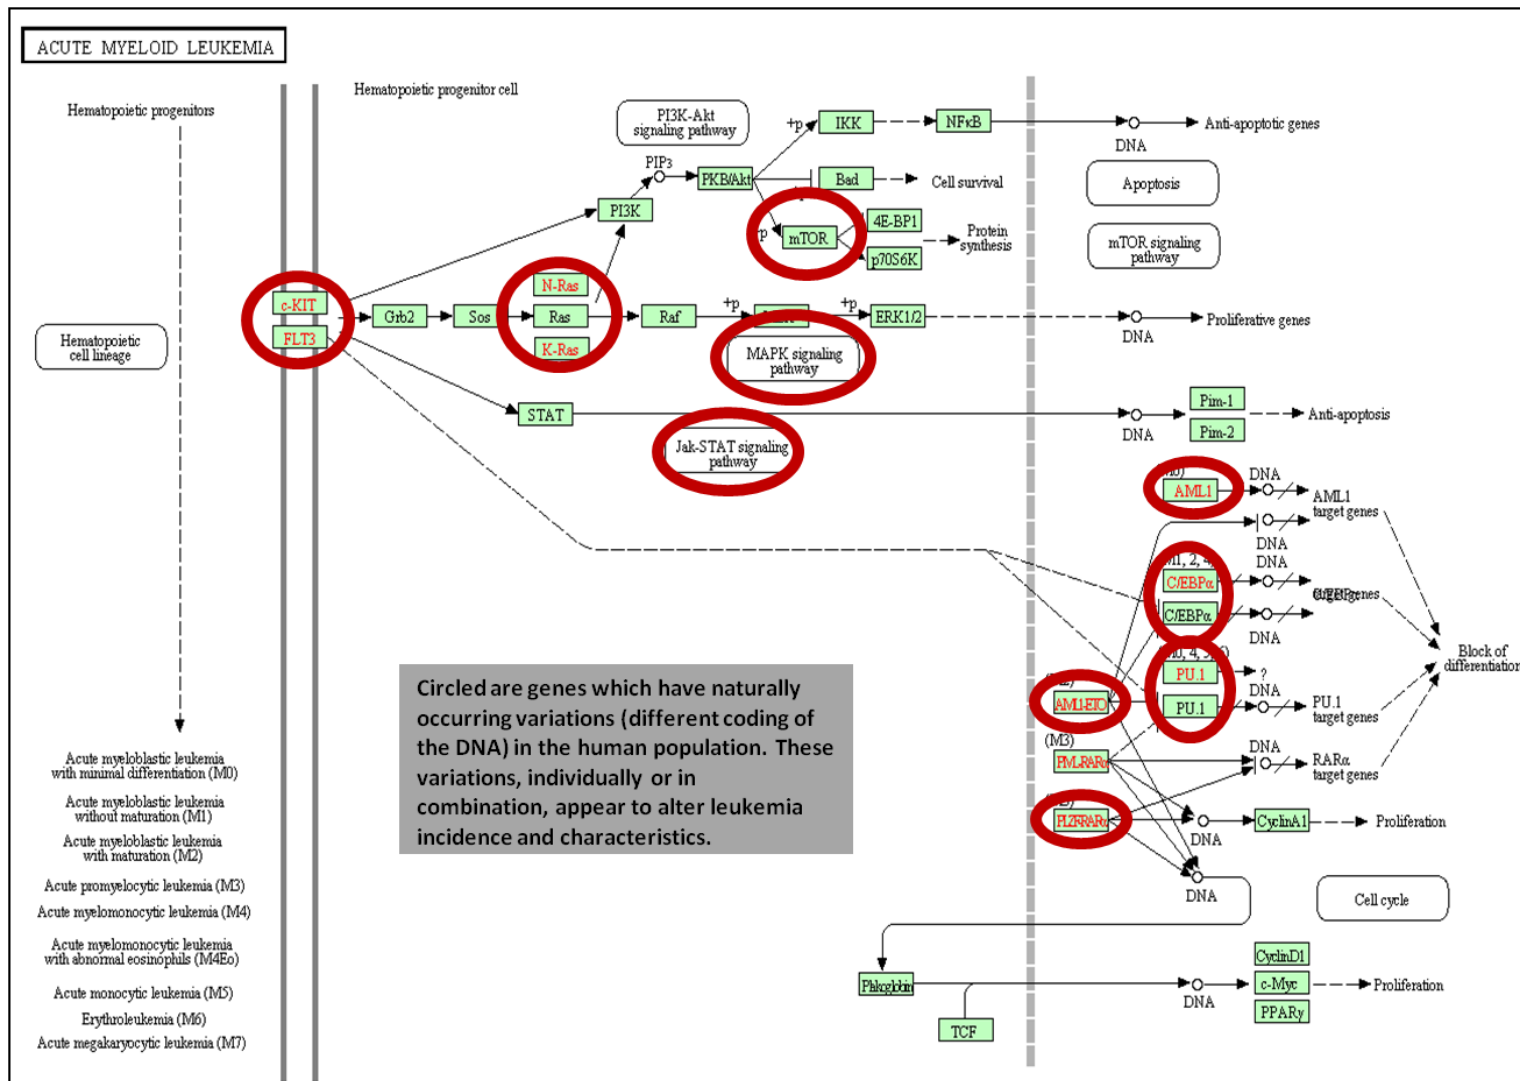 ACUTE MYELOID LEUKEMIA
Hematopoietic progenitors
Hematopoietic progenitor cell
PI3K-Akt
signaling pathway
PIP3
PI3K
PKB/Akt
+p
IKK
NFκB
DNA
Anti-apoptotic genes
Bad
Cell survival
Apoptosis
mTOR
4E-BP1
p70S6K
Protein
synthesis
mTOR signaling
pathway
c-KIT
FLT3
Grb2
Sos
N-Ras
Ras
K-Ras
Raf
+p
+p
ERK1/2
DNA
Proliferative genes
Hematopoietic
cell lineage
MAPK signaling
pathway
STAT
DNA
Pim-1
Pim-2
Anti-apoptosis
Jak-STAT signaling
pathway
AML1
DNA
AML1
target genes
DNA
DNA
C/EBPα
C/EBPα
DNA
PU.1
?
PU.1
DNA
PU.1
target genes
Block of
differentiation
AML1-ETO
(M3)
PML-RARα
DNA
RARα
target genes
PLZF-RARα
DNA
CyclinA1
Proliferation
DNA
Cell cycle
Circled are genes which have naturally
occurring variations (different coding of
the DNA) in the human population. These
variations, individually or in
combination, appear to alter leukemia
incidence and characteristics.
Acute myeloblastic leukemia
with minimal differentiation (M0)
Acute myeloblastic leukemia
without maturation (M1)
Acute myeloblastic leukemia
with maturation (M2)
Acute promyelocytic leukemia (M3)
Acute myelomonocytic leukemia (M4)
Acute myelomonocytic leukemia
with abnormal eosinophils (M4Eo)
Acute monocytic leukemia (M5)
Erythroleukemia (M6)
Acute megakaryocytic leukemia (M7)
Plakoglobin
TCF
DNA
CyclinD1
c-Myc
PPARγ
Proliferation